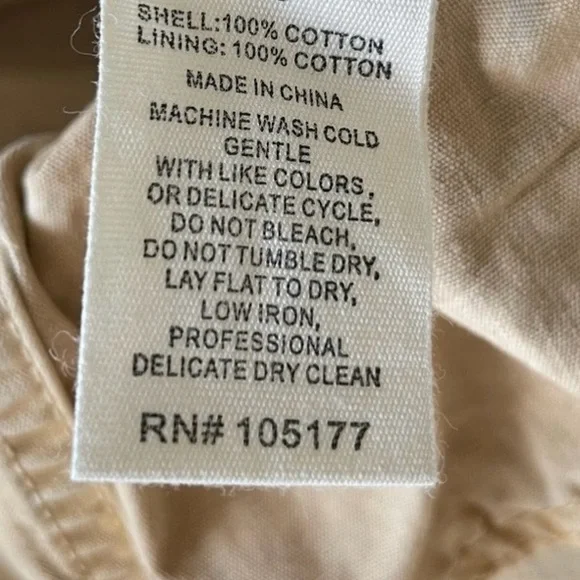 SHELL:100% COTTON
LINING: 100% COTTON
MADE IN CHINA
MACHINE WASH COLD
GENTLE
WITH LIKE COLORS,
OR DELICATE CYCLE,
DO NOT BLEACH,
DO NOT TUMBLE DRY,
LAY FLAT TO DRY,
LOW IRON,
PROFESSIONAL
DELICATE DRY CLEAN
RN# 105177